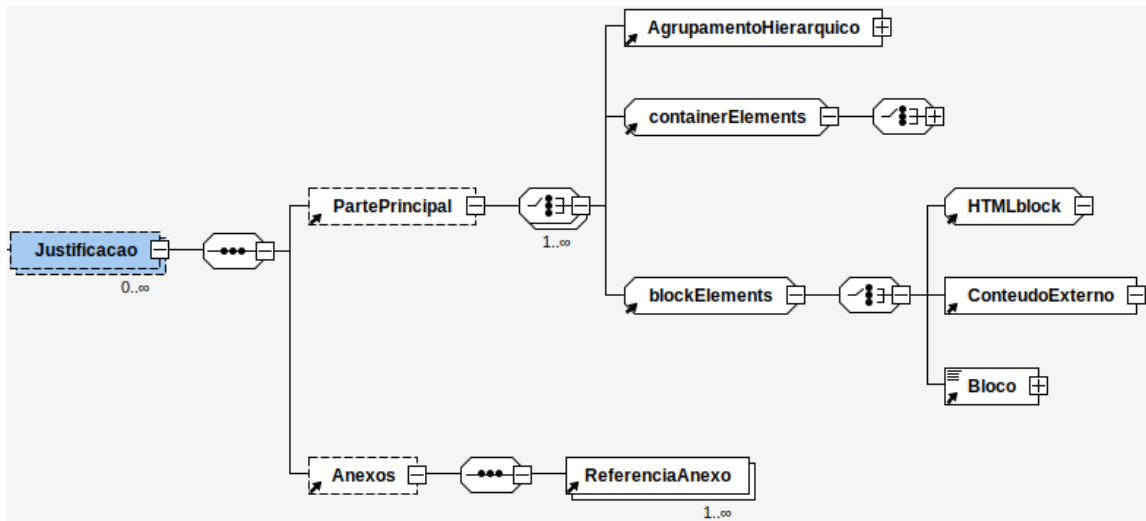 AgrupamentoHierarquico
containerElements
PartePrincipal
HTMLblock
1..∞
Justificacao
0..∞
blockElements
ConteudoExterno
Bloco
Anexos
ReferenciaAnexo
1..∞